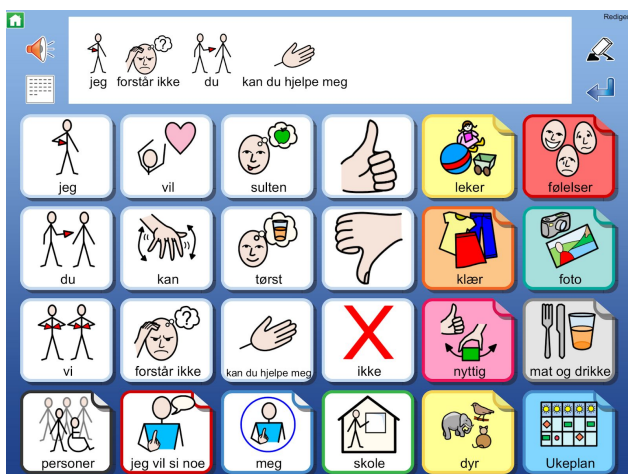 Rediger
jeg forstår ikke du kan du hjelpe meg
jeg vil sulten leker følelser
du kan tørst klær foto
vi forstår ikke kan du hjelpe meg ikke nyttig mat og drikke
personer jeg vil si noe meg skole dyr Ukeplan